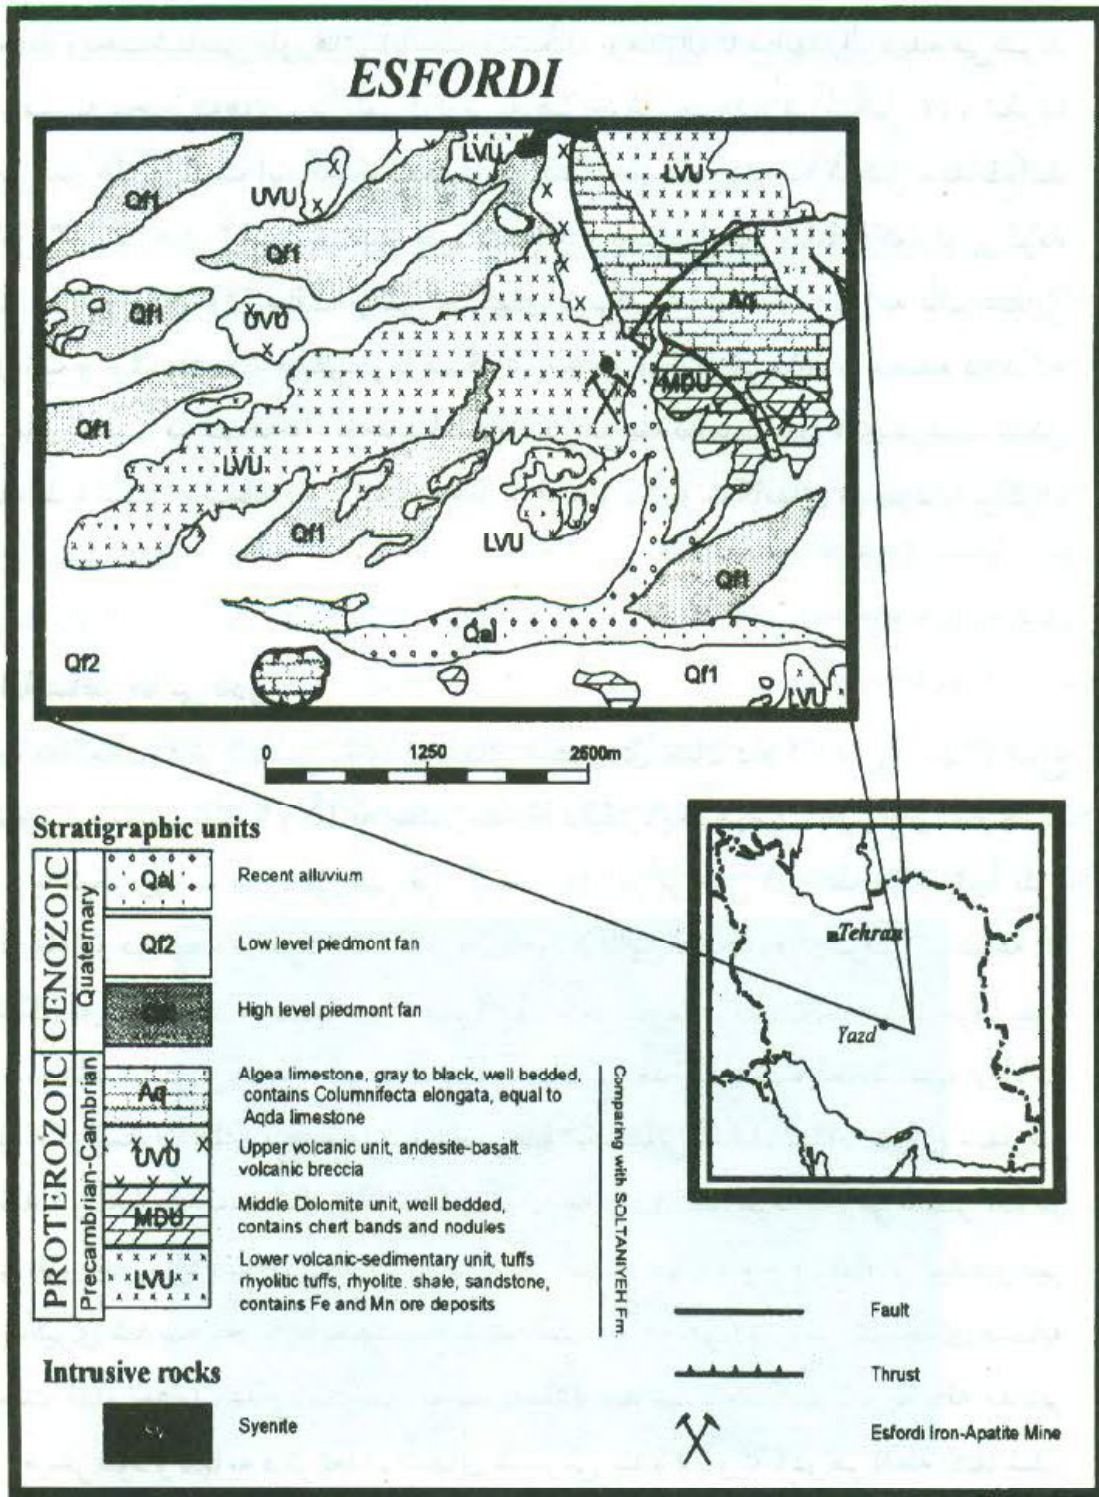 ESFORDI
LVU
LVU
Qf1
UVU
Qf1
Qf1
UVU
Aq
MDU
Qf1
LVU
Qf1
LVU
Qf1
Qal
Qf2
Qf1
LVU
0 1250 2500m
Stratigraphic units
CENOZOIC
Quaternary
Qal
Recent alluvium
Qf2
Low level piedmont fan
High level piedmont fan
PROTEROZOIC
Precambrian-Cambrian
Aq
Algea limestone, gray to black, well bedded,
contains Columnifecta elongata, equal to
Aqda limestone
UVU
Upper volcanic unit, andesite-basalt
volcanic breccia
MDU
Middle Dolomite unit, well bedded,
contains chert bands and nodules
LVU
Lower volcanic-sedimentary unit, tuffs
rhyolitic tuffs, rhyolite, shale, sandstone,
contains Fe and Mn ore deposits
Comparing with SOLTANIYEH Fm.
Intrusive rocks
Syenite
Tehran
Yazd
Fault
Thrust
Esfordi Iron-Apatite Mine